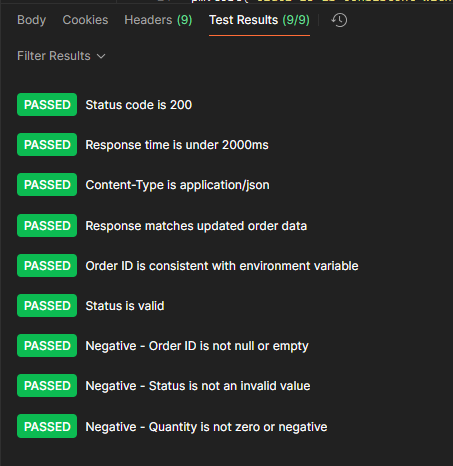 Body Cookies Headers (9) Test Results (9/9)
Filter Results
PASSED Status code is 200
PASSED Response time is under 2000ms
PASSED Content-Type is application/json
PASSED Response matches updated order data
PASSED Order ID is consistent with environment variable
PASSED Status is valid
PASSED Negative - Order ID is not null or empty
PASSED Negative - Status is not an invalid value
PASSED Negative - Quantity is not zero or negative